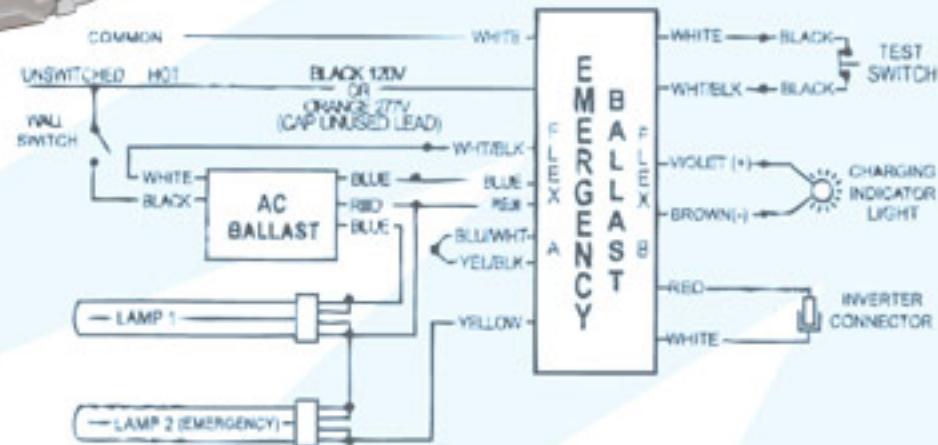 COMMON
WHITE
UNSWITCHED HOT
BLACK 120V
OR
ORANGE 277V
(CAP UNUSED LEAD)
WALL
SWITCH
WHITE
BLACK
AC
BALLAST
BLUE
RED
BLUE
WHT/BLK
BLUE
BLU/WHT
YEL/BLK
YELLOW
LAMP 1
LAMP 2 (EMERGENCY)
FLEX A
EMERGENCY
BALLAST
FLEX B
WHITE
BLACK
WHT/BLK
BLACK
TEST
SWITCH
VIOLET (+)
BROWN(-)
CHARGING
INDICATOR
LIGHT
RED
WHITE
INVERTER
CONNECTOR